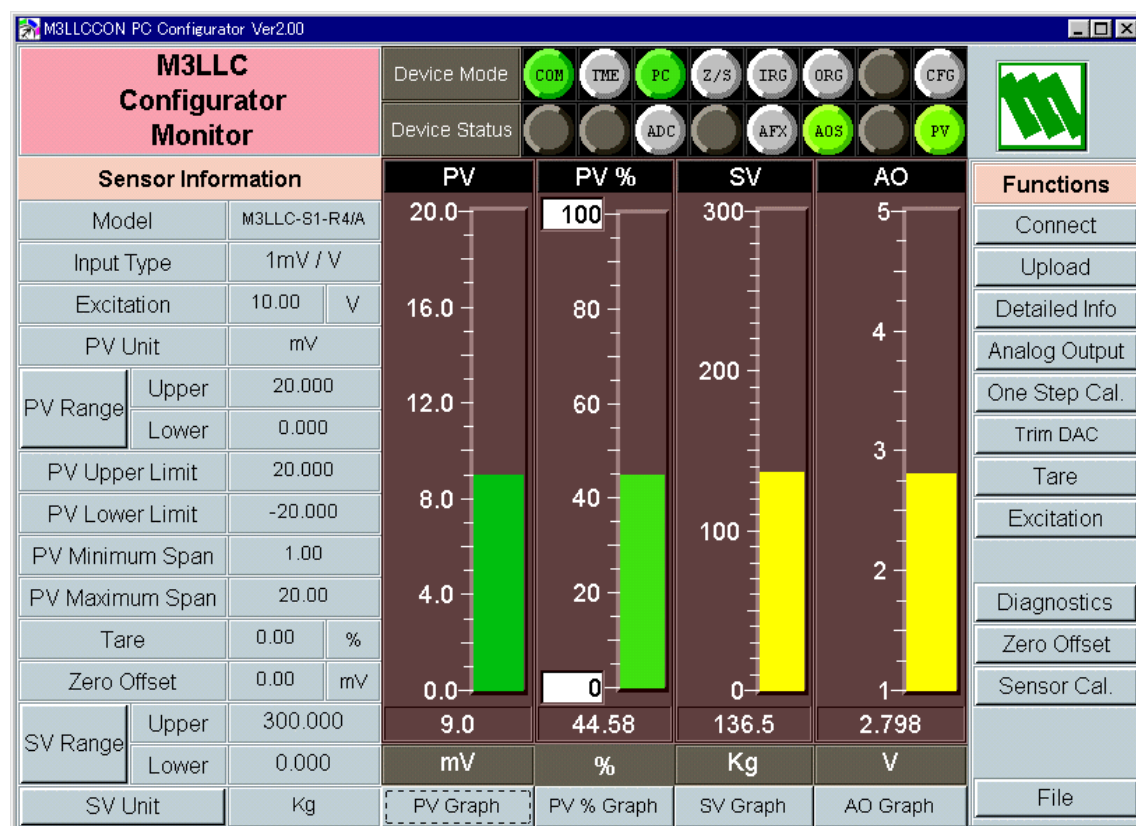 M3LLCCON PC Configurator Ver2.00
M3LLC
Configurator
Monitor
Device Mode COM TME PC Z/S IRG ORG CFG
Device Status ADC AFX AOS PV
Sensor Information
Model M3LLC-S1-R4/A
Input Type 1mV / V
Excitation 10.00 V
PV Unit mV
PV Range Upper 20.000
Lower 0.000
PV Upper Limit 20.000
PV Lower Limit -20.000
PV Minimum Span 1.00
PV Maximum Span 20.00
Tare 0.00 %
Zero Offset 0.00 mV
SV Range Upper 300.000
Lower 0.000
SV Unit Kg
PV PV % SV AO
20.0 100 300 5
16.0 80 4
200
12.0 60
3
8.0 40
100
2
4.0 20
0.0 0 0 1
9.0 44.58 136.5 2.798
mV % Kg V
PV Graph PV % Graph SV Graph AO Graph
Functions
Connect
Upload
Detailed Info
Analog Output
One Step Cal.
Trim DAC
Tare
Excitation
Diagnostics
Zero Offset
Sensor Cal.
File